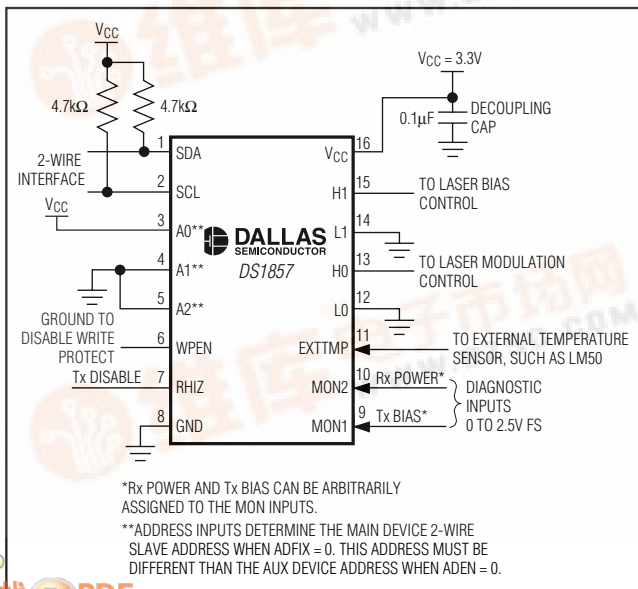 VCC
4.7kΩ
4.7kΩ
2-WIRE
INTERFACE
VCC
GROUND TO
DISABLE WRITE
PROTECT
Tx DISABLE
1
SDA
2
SCL
3
A0**
4
A1**
5
A2**
6
WPEN
7
RHIZ
8
GND
DALLAS
SEMICONDUCTOR
DS1857
VCC
16
H1
15
L1
14
H0
13
L0
12
EXTTMP
11
MON2
10
MON1
9
VCC = 3.3V
0.1µF
DECOUPLING
CAP
TO LASER BIAS
CONTROL
TO LASER MODULATION
CONTROL
TO EXTERNAL TEMPERATURE
SENSOR, SUCH AS LM50
Rx POWER*
Tx BIAS*
DIAGNOSTIC
INPUTS
0 TO 2.5V FS
*Rx POWER AND Tx BIAS CAN BE ARBITRARILY
ASSIGNED TO THE MON INPUTS.
**ADDRESS INPUTS DETERMINE THE MAIN DEVICE 2-WIRE
SLAVE ADDRESS WHEN ADFIX = 0. THIS ADDRESS MUST BE
DIFFERENT THAN THE AUX DEVICE ADDRESS WHEN ADEN = 0.